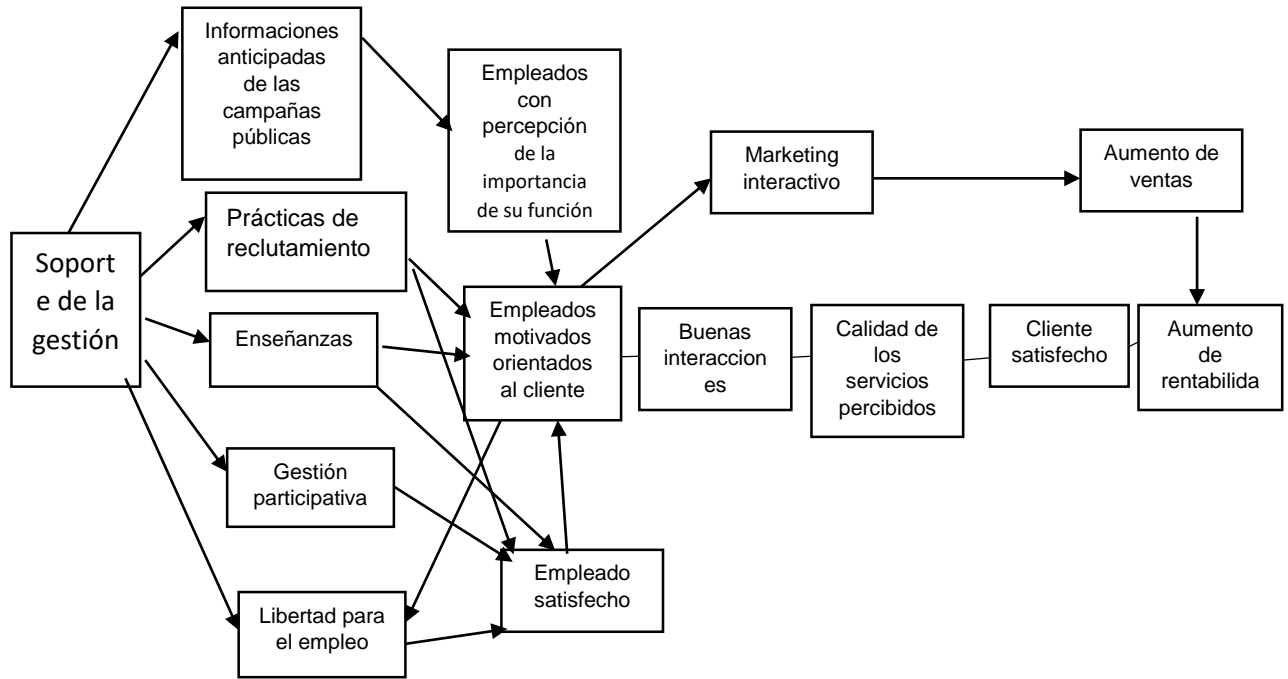 Informaciones
anticipadas
de las
campañas
públicas
Empleados
con
percepción
de la
importancia
de su función
Marketing
interactivo
Aumento de
ventas
Prácticas de
reclutamiento
Soport
e de la
gestión
Enseñanzas
Empleados
motivados
orientados
al cliente
Buenas
interaccion
es
Calidad de
los
servicios
percibidos
Cliente
satisfecho
Aumento
de
rentabilida
Gestión
participativa
Libertad para
el empleo
Empleado
satisfecho